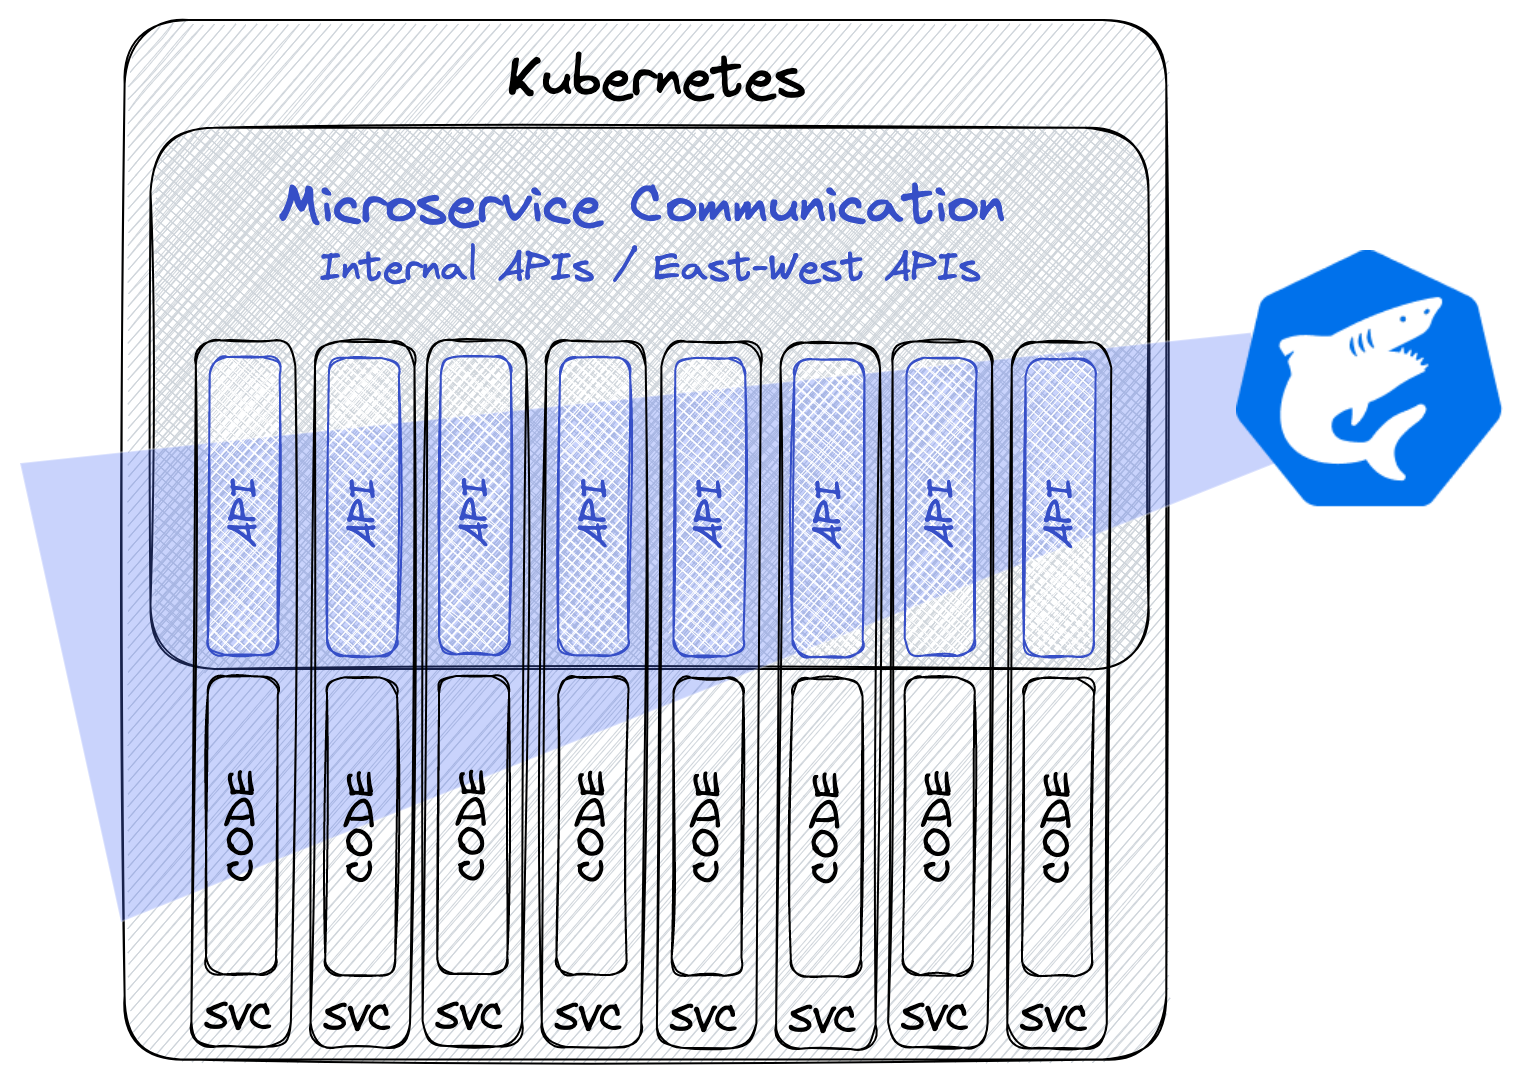 Kubernetes
Microservice Communication
Internal APIs / East-West APIs
API API API API API API API API
CODE CODE CODE CODE CODE CODE CODE CODE
SVC SVC SVC SVC SVC SVC SVC SVC